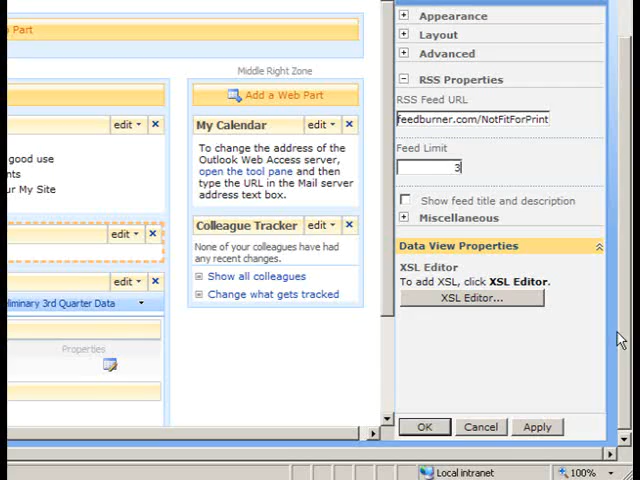 Part
Middle Right Zone
Add a Web Part
edit
My Calendar edit
To change the address of the
Outlook Web Access server,
open the tool pane and then
type the URL in the Mail server
address text box.
good use
nts
ur My Site
edit
Colleague Tracker edit
None of your colleagues have had
any recent changes.
Show all colleagues
Change what gets tracked
edit
liminary 3rd Quarter Data
Properties
Appearance
Layout
Advanced
RSS Properties
RSS Feed URL
feedburner.com/NotFitForPrint
Feed Limit
3
Show feed title and description
Miscellaneous
Data View Properties
XSL Editor
To add XSL, click XSL Editor.
XSL Editor...
OK Cancel Apply
Local intranet 100%